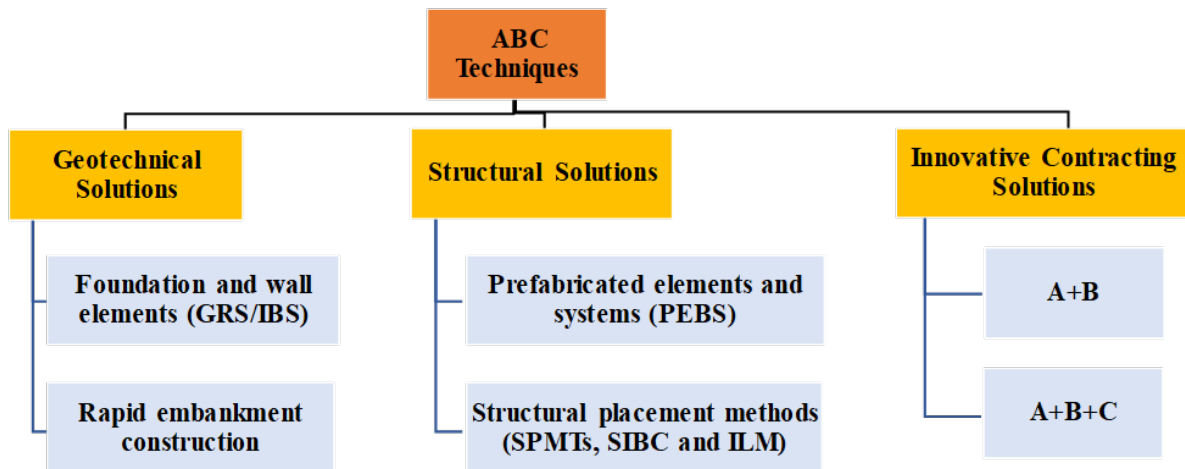 ABC
Techniques
Geotechnical
Solutions
Structural Solutions
Innovative Contracting
Solutions
Foundation and wall
elements (GRS/IBS)
Rapid embankment
construction
Prefabricated elements and
systems (PEBS)
Structural placement methods
(SPMTs, SIBC and ILM)
A+B
A+B+C